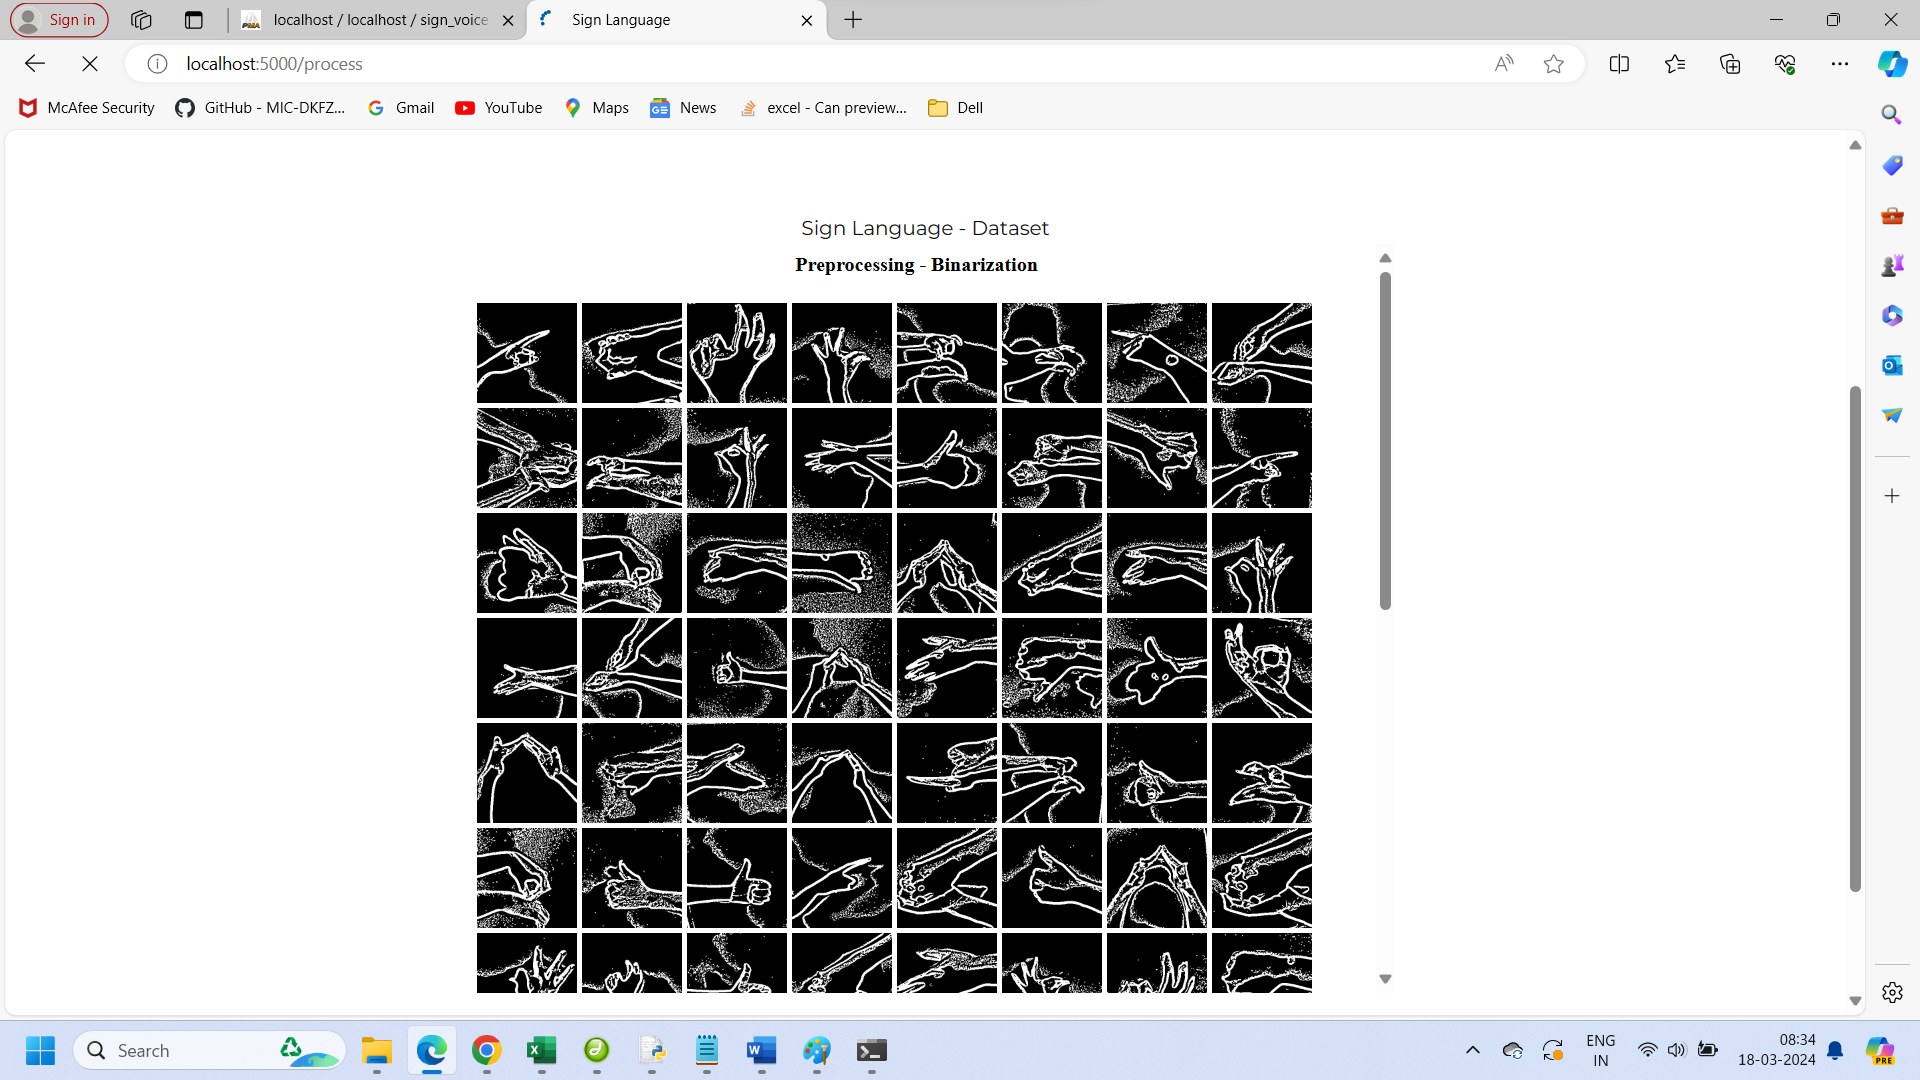 Sign in
localhost / localhost / sign_voice
Sign Language
localhost:5000/process
McAfee Security
GitHub - MIC-DKFZ...
Gmail
YouTube
Maps
News
excel - Can preview...
Dell
Sign Language - Dataset
Preprocessing - Binarization
Search
ENG
IN
08:34
18-03-2024
PRE